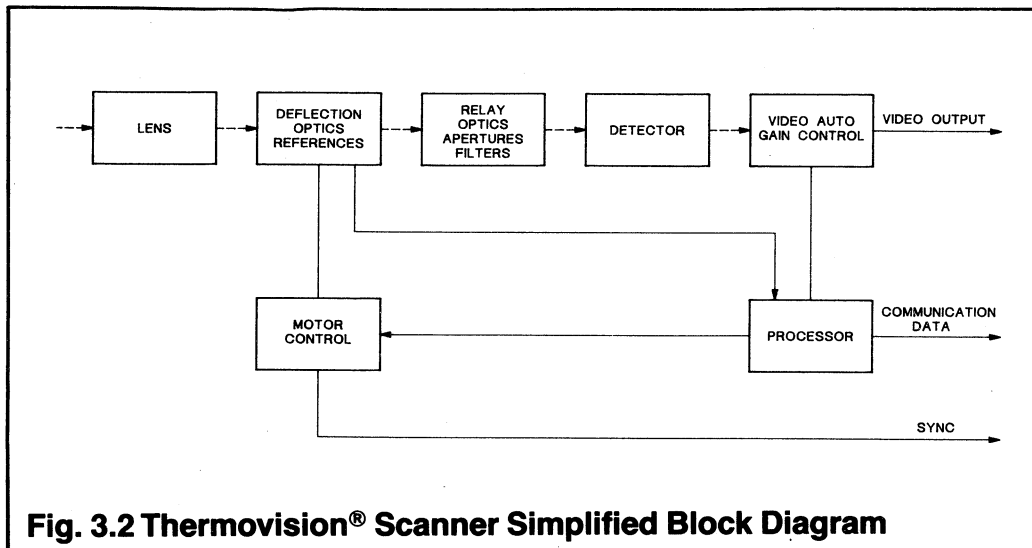 LENS
DEFLECTION
OPTICS
REFERENCES
RELAY
OPTICS
APERTURES
FILTERS
DETECTOR
VIDEO AUTO
GAIN CONTROL
VIDEO OUTPUT
MOTOR
CONTROL
PROCESSOR
COMMUNICATION
DATA
SYNC
Fig. 3.2 Thermovision® Scanner Simplified Block Diagram